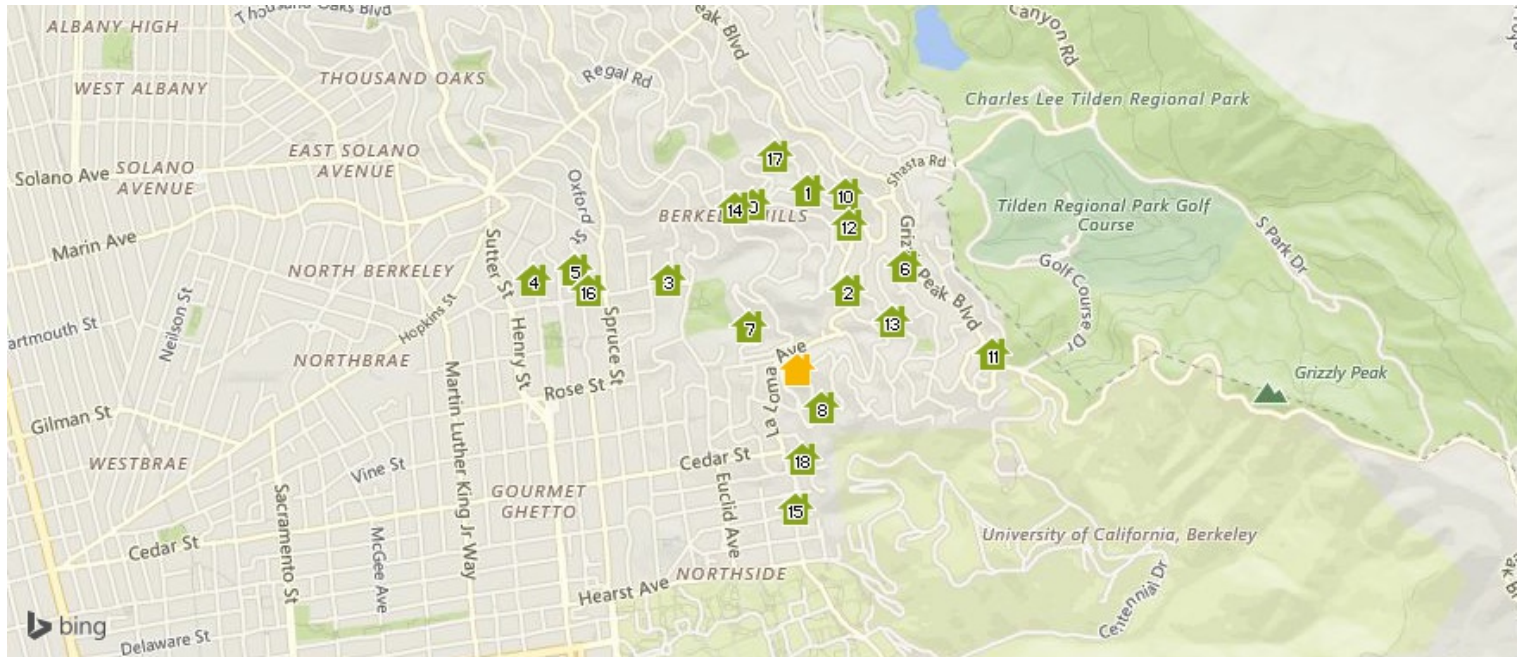 Thousand Oaks Blvd
Canyon Rd
ALBANY HIGH
eak Blvd
Regal Rd
THOUSAND OAKS
WEST ALBANY
Charles Lee Tilden Regional Park
EAST SOLANO
AVENUE
17
Shasta Rd
Solano Ave
SOLANO
AVENUE
Oxford St
1
10
14
BERKEL
HILLS
Tilden Regional Park Golf
Course
12
S Park Dr
Marin Ave
Sutter St
Grizzly Peak Blvd
NORTH BERKELEY
4
5
16
3
6
Golf Course Dr
2
Neilson St
Hopkins St
Henry St
Spruce St
7
13
artmouth St
NORTHBRAE
Ave
11
Grizzly Peak
Rose St
La Loma
Martin Luther King Jr Way
8
Gilman St
WESTBRAE
Vine St
Cedar St
18
GOURMET
GHETTO
Euclid Ave
15
Sacramento St
McGee Ave
University of California, Berkeley
Cedar St
NORTHSIDE
Hearst Ave
Centennial Dr
bing
Delaware St